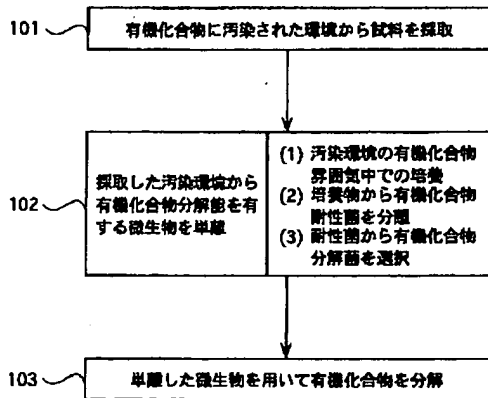 101
有機化合物に汚染された環境から試料を採取
102
採取した汚染環境から
有機化合物分解能を有
する微生物を単離
(1) 汚染環境の有機化合物
雰囲気中での培養
(2) 培養物から有機化合物
耐性菌を分離
(3) 耐性菌から有機化合物
分解菌を選択
103
単離した微生物を用いて有機化合物を分解